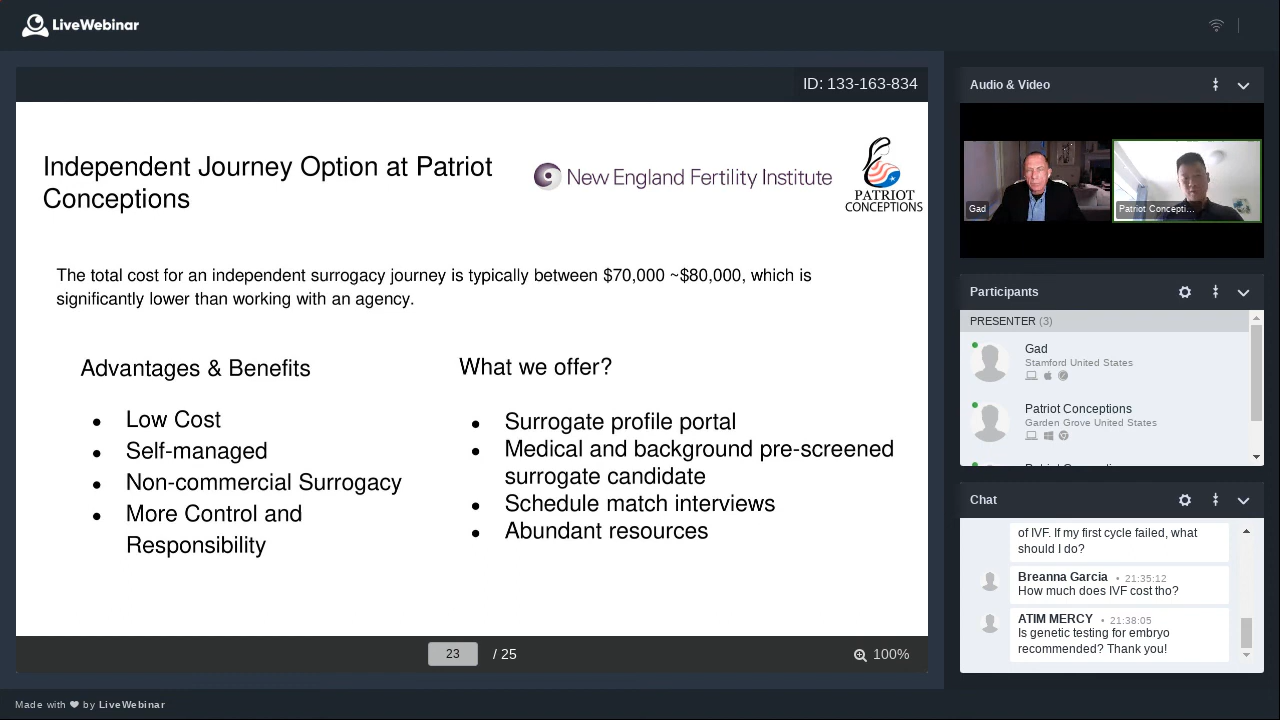 LiveWebinar
ID: 133-163-834
Independent Journey Option at Patriot
Conceptions
New England Fertility Institute
PATRIOT
CONCEPTIONS
The total cost for an independent surrogacy journey is typically between $70,000 ~$80,000, which is
significantly lower than working with an agency.
Advantages & Benefits
● Low Cost
● Self-managed
● Non-commercial Surrogacy
● More Control and
Responsibility
What we offer?
● Surrogate profile portal
● Medical and background pre-screened
surrogate candidate
● Schedule match interviews
● Abundant resources
23 / 25
100%
Audio & Video
Gad
Patriot Concepti...
Participants
PRESENTER (3)
Gad
Stamford United States
Patriot Conceptions
Garden Grove United States
Chat
of IVF. If my first cycle failed, what
should I do?
Breanna Garcia • 21:35:12
How much does IVF cost tho?
ATIM MERCY • 21:38:05
Is genetic testing for embryo
recommended? Thank you!
Made with ❤ by LiveWebinar